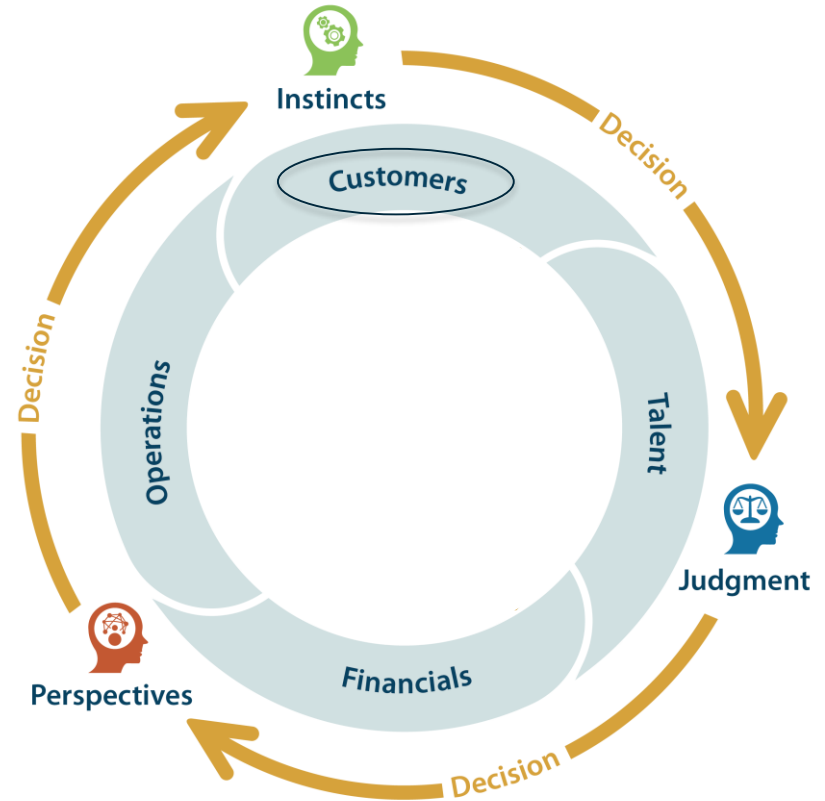 Instincts
Decision
Customers
Talent
Judgment
Decision
Financials
Perspectives
Operations
Decision